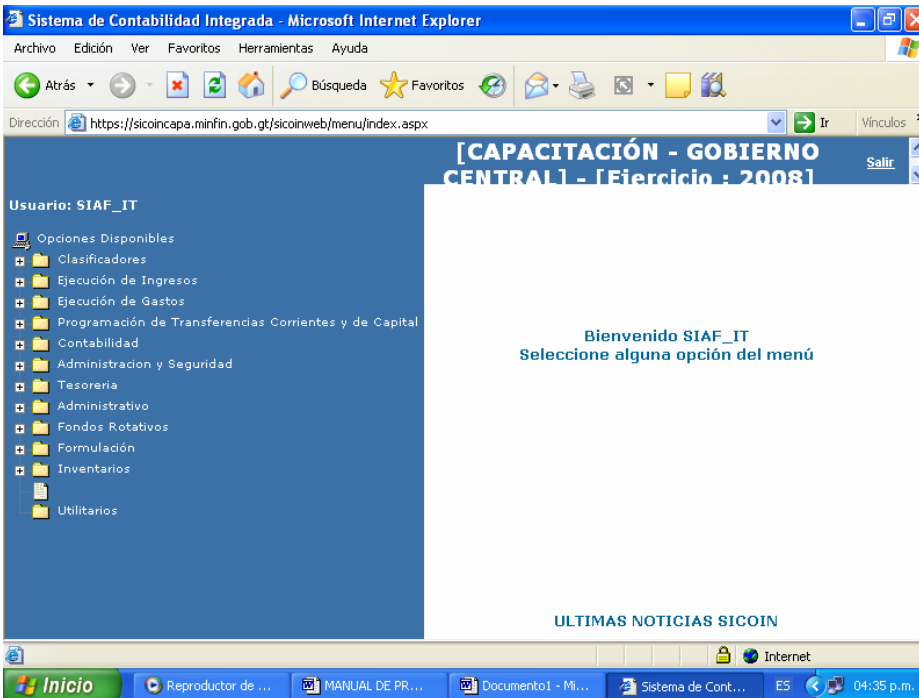 Sistema de Contabilidad Integrada - Microsoft Internet Explorer
Archivo Edición Ver Favoritos Herramientas Ayuda
Atrás Búsqueda Favoritos
Dirección https://sicoincapa.minfin.gob.gt/sicoinweb/menu/index.aspx Ir Vínculos
[CAPACITACIÓN - GOBIERNO
CENTRAL] - [Ejercicio : 2008]
Salir
Usuario: SIAF_IT
Opciones Disponibles
Clasificadores
Ejecución de Ingresos
Ejecución de Gastos
Programación de Transferencias Corrientes y de Capital
Contabilidad
Administracion y Seguridad
Tesoreria
Administrativo
Fondos Rotativos
Formulación
Inventarios
Utilitarios
Bienvenido SIAF_IT
Seleccione alguna opción del menú
ULTIMAS NOTICIAS SICOIN
Internet
Inicio Reproductor de ... MANUAL DE PR... Documento1 - Mi... Sistema de Cont... ES 04:35 p.m.